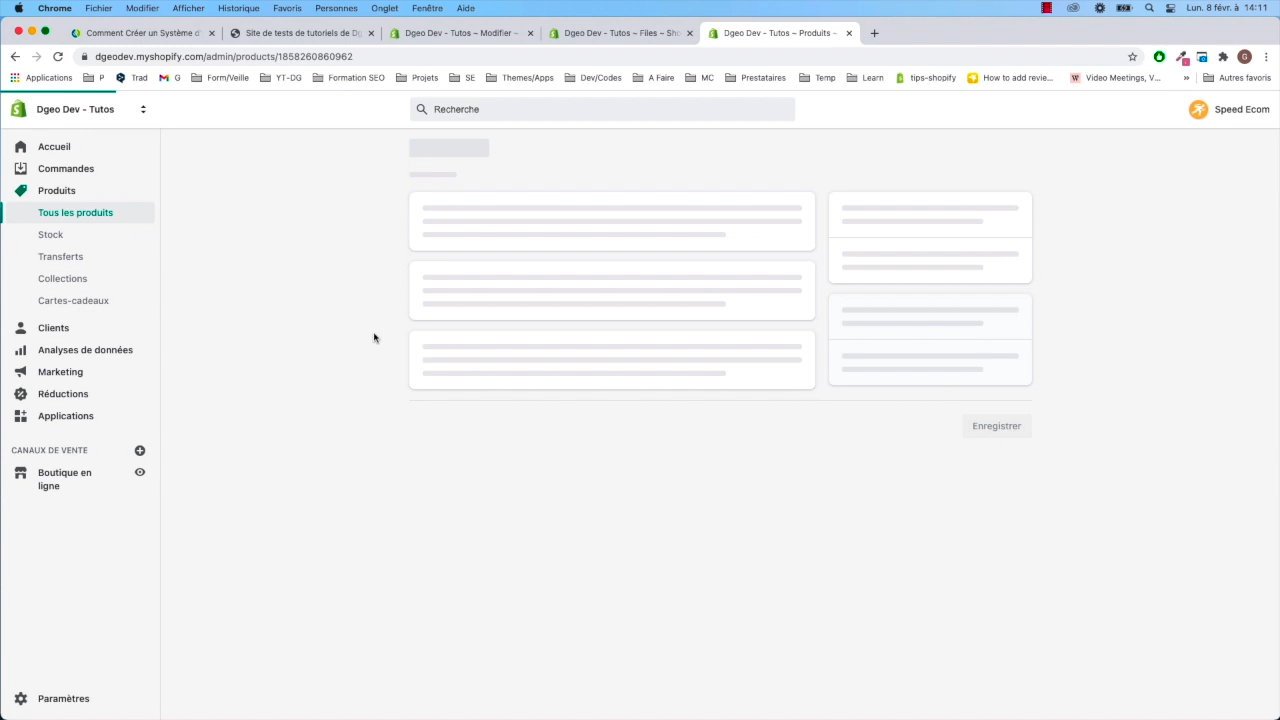 Chrome Fichier Modifier Afficher Historique Favoris Personnes Onglet Fenêtre Aide Lun. 8 févr. à 14:11
Comment Créer un Système d'
Site de tests de tutoriels de Dg
Dgeo Dev - Tutos ~ Modifier ~
Dgeo Dev - Tutos ~ Files ~ Sho
Dgeo Dev - Tutos ~ Produits ~
dgeodev.myshopify.com/admin/products/1858260860962
G
Applications P Trad G Form/Veille YT-DG Formation SEO Projets SE Themes/Apps Dev/Codes A Faire MC Prestataires Temp Learn tips-shopify How to add revie... Video Meetings, V... » Autres favoris
Dgeo Dev - Tutos
Recherche
Speed Ecom
Accueil
Commandes
Produits
Tous les produits
Stock
Transferts
Collections
Cartes-cadeaux
Clients
Analyses de données
Marketing
Réductions
Applications
Enregistrer
CANAUX DE VENTE
Boutique en
ligne
Paramètres